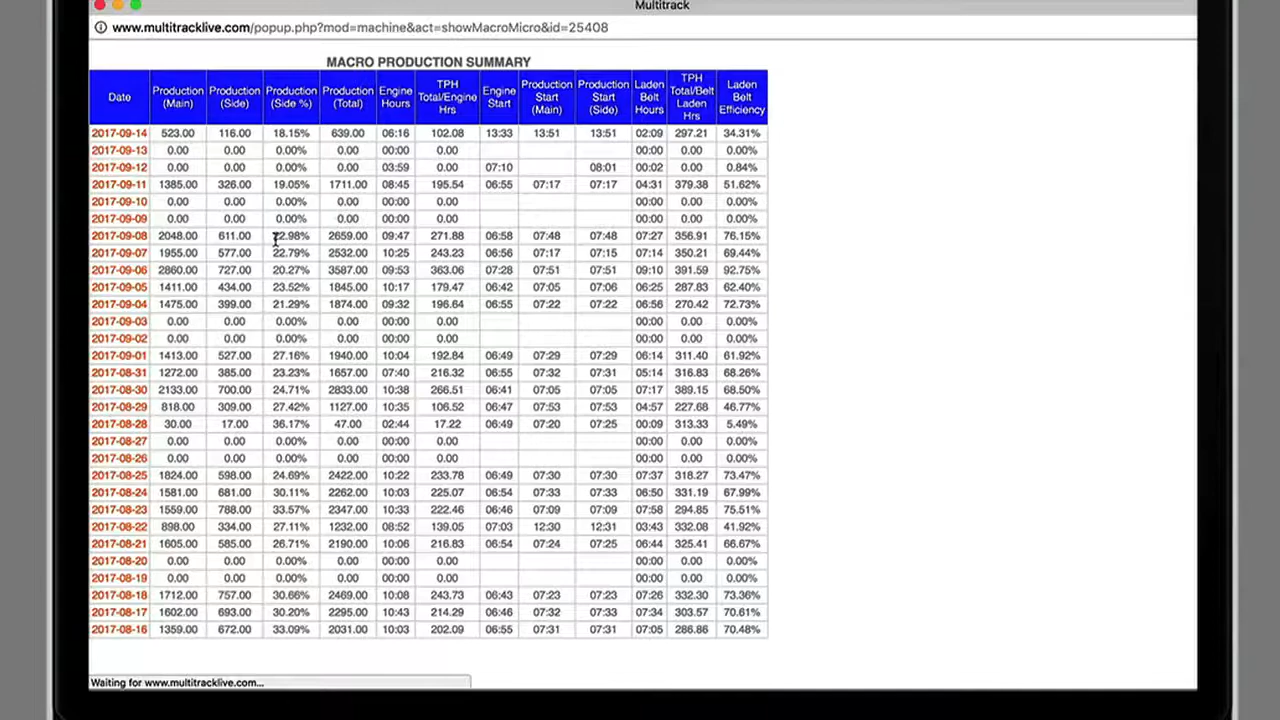 Multitrack
www.multitracklive.com/popup.php?mod=machine&act=showMacroMicro&id=25408
MACRO PRODUCTION SUMMARY
Date Production (Main) Production (Side) Production (Side %) Production (Total) Engine Hours TPH Total/Engine Hrs Engine Start Production Start (Main) Production Start (Side) Laden Belt Hours TPH Total/Belt Laden Hrs Laden Belt Efficiency
2017-09-14 523.00 116.00 18.15% 639.00 06:16 102.08 13:33 13:51 13:51 02:09 297.21 34.31%
2017-09-13 0.00 0.00 0.00% 0.00 00:00 0.00 00:00 0.00 0.00%
2017-09-12 0.00 0.00 0.00% 0.00 03:59 0.00 07:10 08:01 00:02 0.00 0.84%
2017-09-11 1385.00 326.00 19.05% 1711.00 08:45 195.54 06:55 07:17 07:17 04:31 379.38 51.62%
2017-09-10 0.00 0.00 0.00% 0.00 00:00 0.00 00:00 0.00 0.00%
2017-09-09 0.00 0.00 0.00% 0.00 00:00 0.00 00:00 0.00 0.00%
2017-09-08 2048.00 611.00 22.98% 2659.00 09:47 271.88 06:58 07:48 07:48 07:27 356.91 76.15%
2017-09-07 1955.00 577.00 22.79% 2532.00 10:25 243.23 06:56 07:17 07:15 07:14 350.21 69.44%
2017-09-06 2860.00 727.00 20.27% 3587.00 09:53 363.06 07:28 07:51 07:51 09:10 391.59 92.75%
2017-09-05 1411.00 434.00 23.52% 1845.00 10:17 179.47 06:42 07:05 07:06 06:25 287.83 62.40%
2017-09-04 1475.00 399.00 21.29% 1874.00 09:32 196.64 06:55 07:22 07:22 06:56 270.42 72.73%
2017-09-03 0.00 0.00 0.00% 0.00 00:00 0.00 00:00 0.00 0.00%
2017-09-02 0.00 0.00 0.00% 0.00 00:00 0.00 00:00 0.00 0.00%
2017-09-01 1413.00 527.00 27.16% 1940.00 10:04 192.84 06:49 07:29 07:29 06:14 311.40 61.92%
2017-08-31 1272.00 385.00 23.23% 1657.00 07:40 216.32 06:55 07:32 07:31 05:14 316.83 68.26%
2017-08-30 2133.00 700.00 24.71% 2833.00 10:38 266.51 06:41 07:05 07:05 07:17 389.15 68.50%
2017-08-29 818.00 309.00 27.42% 1127.00 10:35 106.52 06:47 07:53 07:53 04:57 227.68 46.77%
2017-08-28 30.00 17.00 36.17% 47.00 02:44 17.22 06:49 07:20 07:25 00:09 313.33 5.49%
2017-08-27 0.00 0.00 0.00% 0.00 00:00 0.00 00:00 0.00 0.00%
2017-08-26 0.00 0.00 0.00% 0.00 00:00 0.00 00:00 0.00 0.00%
2017-08-25 1824.00 598.00 24.69% 2422.00 10:22 233.78 06:49 07:30 07:30 07:37 318.27 73.47%
2017-08-24 1581.00 681.00 30.11% 2262.00 10:03 225.07 06:54 07:33 07:33 06:50 331.19 67.99%
2017-08-23 1559.00 788.00 33.57% 2347.00 10:33 222.46 06:46 07:09 07:09 07:58 294.85 75.51%
2017-08-22 898.00 334.00 27.11% 1232.00 08:52 139.05 07:03 12:30 12:31 03:43 332.08 41.92%
2017-08-21 1605.00 585.00 26.71% 2190.00 10:06 216.83 06:54 07:24 07:25 06:44 325.41 66.67%
2017-08-20 0.00 0.00 0.00% 0.00 00:00 0.00 00:00 0.00 0.00%
2017-08-19 0.00 0.00 0.00% 0.00 00:00 0.00 00:00 0.00 0.00%
2017-08-18 1712.00 757.00 30.66% 2469.00 10:08 243.73 06:43 07:23 07:23 07:26 332.30 73.36%
2017-08-17 1602.00 693.00 30.20% 2295.00 10:43 214.29 06:46 07:32 07:33 07:34 303.57 70.61%
2017-08-16 1359.00 672.00 33.09% 2031.00 10:03 202.09 06:55 07:31 07:31 07:05 286.86 70.48%
Waiting for www.multitracklive.com...